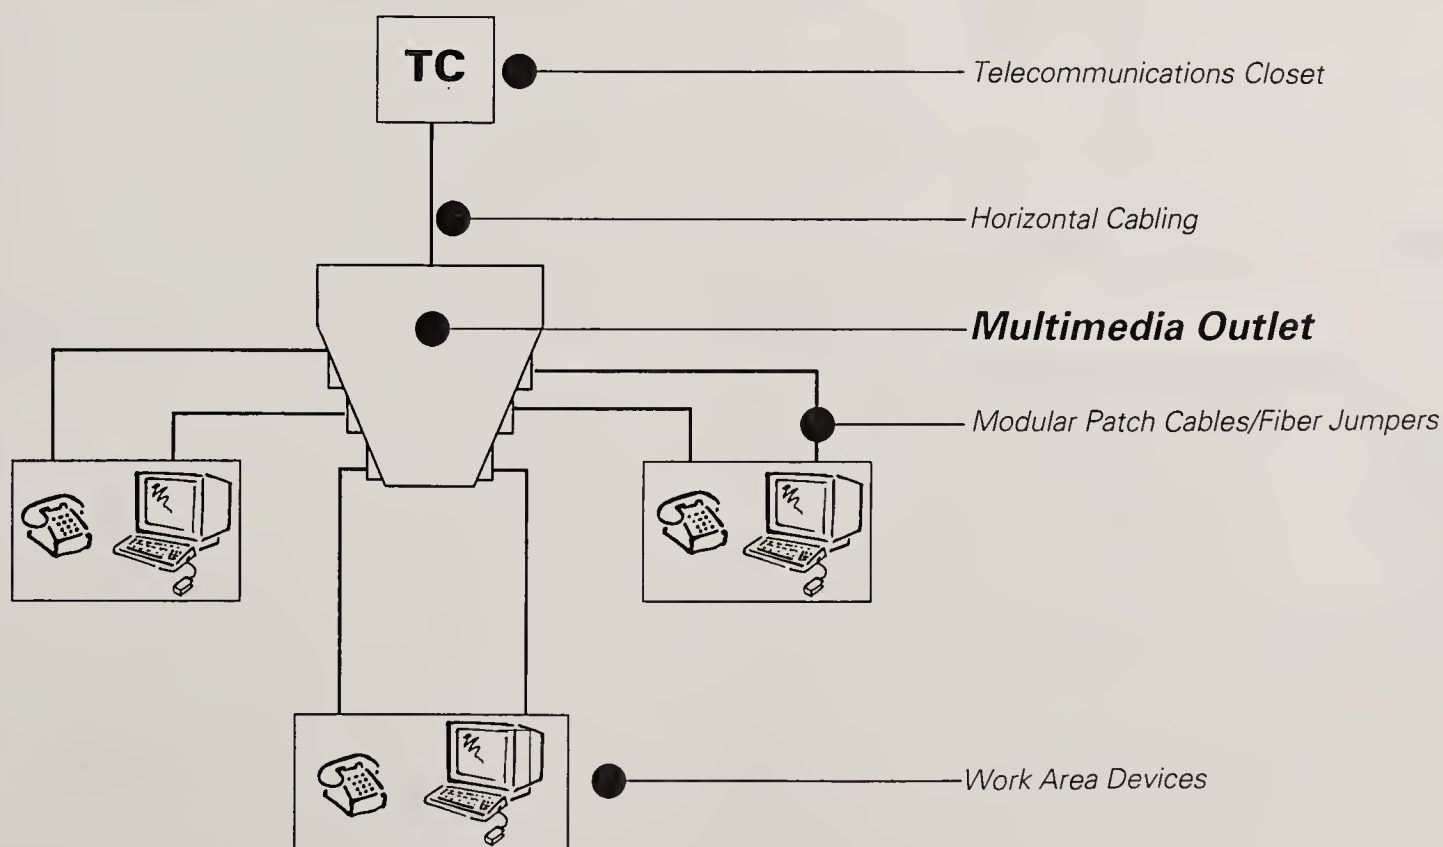 TC
Telecommunications Closet
Horizontal Cabling
Multimedia Outlet
Modular Patch Cables/Fiber Jumpers
Work Area Devices